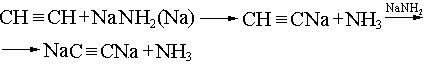 CH≡CH+NaNH₂(Na) ⟶ CH≡CNa+NH₃ —NaNH₂→
⟶ NaC≡CNa+NH₃